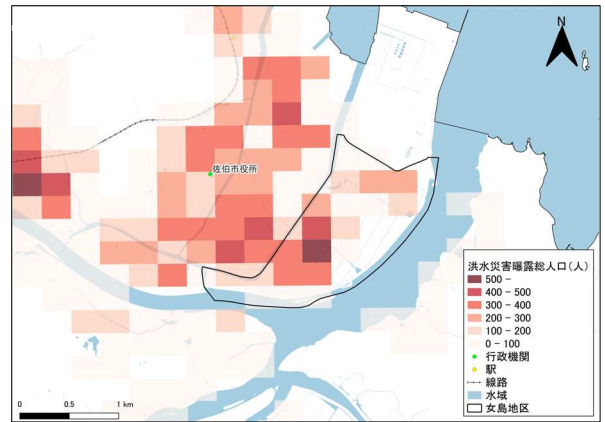 N
佐伯市役所
洪水災害曝露総人口(人)
500 -
400 - 500
300 - 400
200 - 300
100 - 200
0 - 100
行政機関
駅
線路
水域
女島地区
0 0.5 1 km